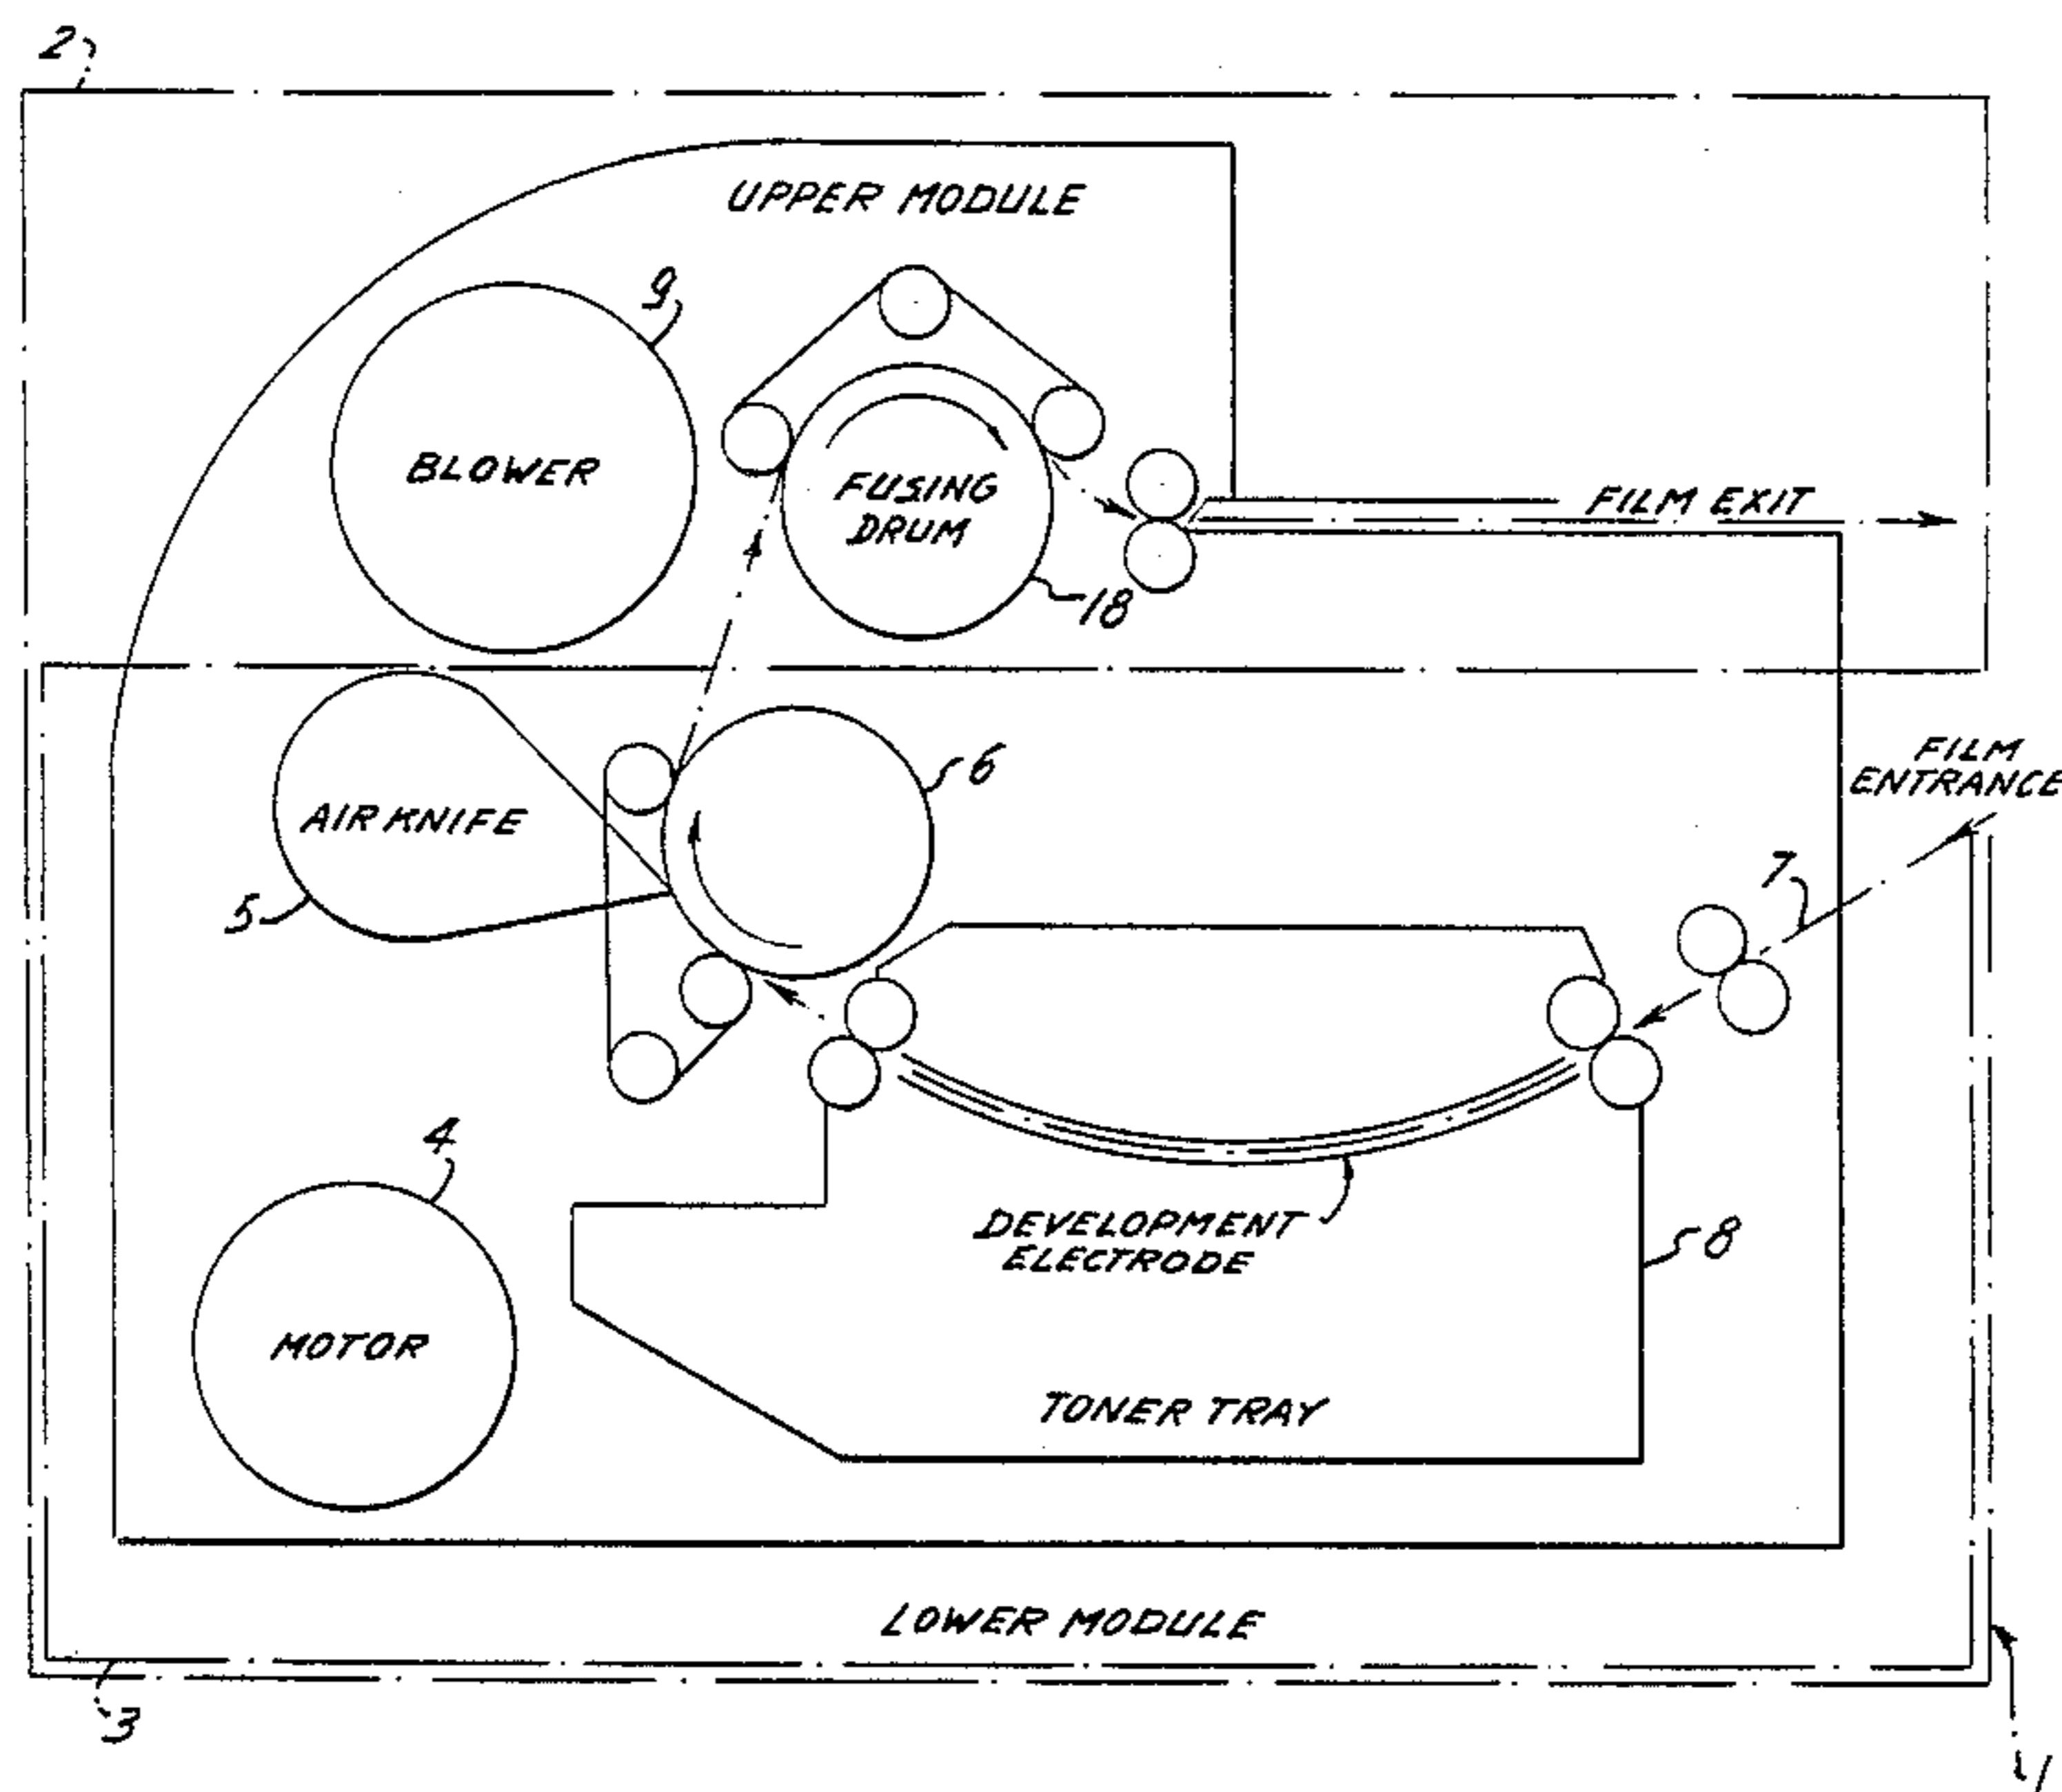 2
UPPER MODULE
9
BLOWER
FUSING
DRUM
FILM EXIT
18
FILM
ENTRANCE
6
AIR KNIFE
7
5
4
DEVELOPMENT
ELECTRODE
8
MOTOR
TONER TRAY
LOWER MODULE
3
1